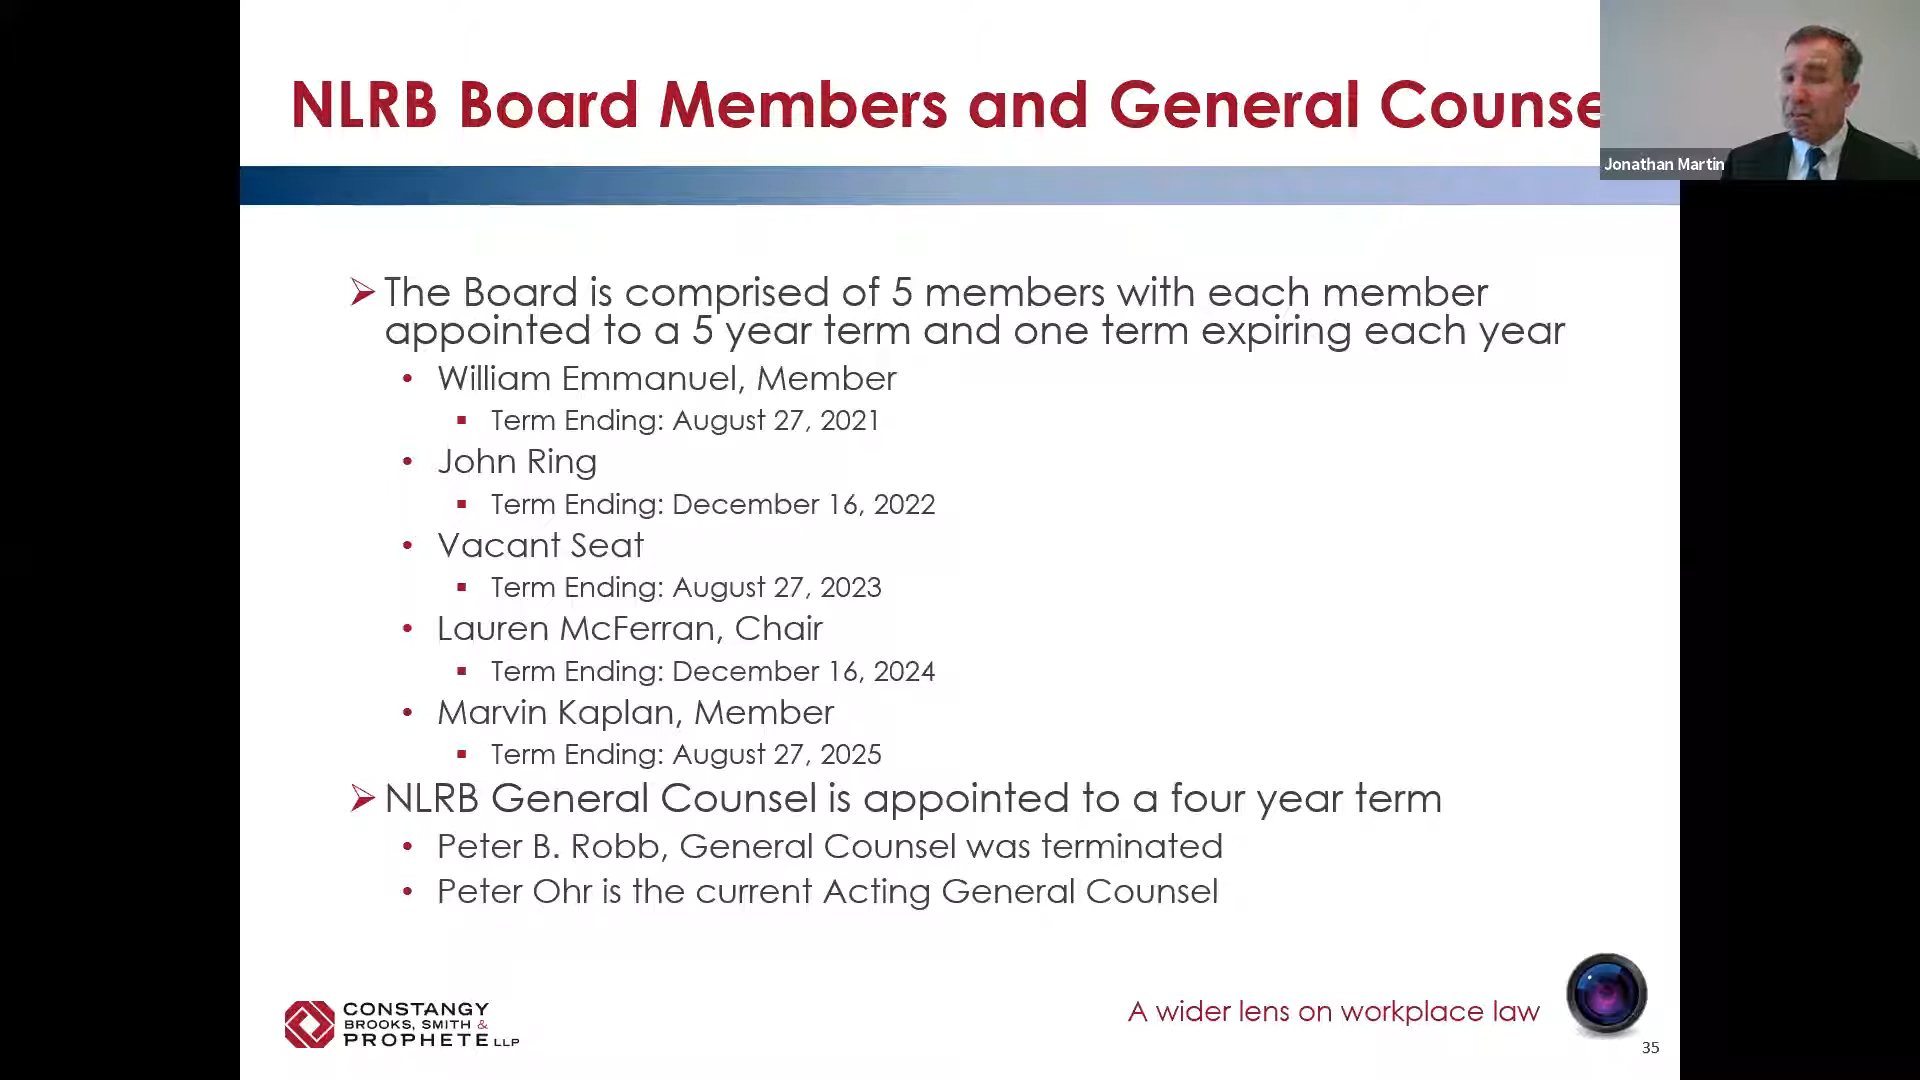 NLRB Board Members and General Counse
Jonathan Martin
The Board is comprised of 5 members with each member
appointed to a 5 year term and one term expiring each year
William Emmanuel, Member
Term Ending: August 27, 2021
John Ring
Term Ending: December 16, 2022
Vacant Seat
Term Ending: August 27, 2023
Lauren McFerran, Chair
Term Ending: December 16, 2024
Marvin Kaplan, Member
Term Ending: August 27, 2025
NLRB General Counsel is appointed to a four year term
Peter B. Robb, General Counsel was terminated
Peter Ohr is the current Acting General Counsel
CONSTANGY
BROOKS, SMITH &
PROPHETE LLP
A wider lens on workplace law
35